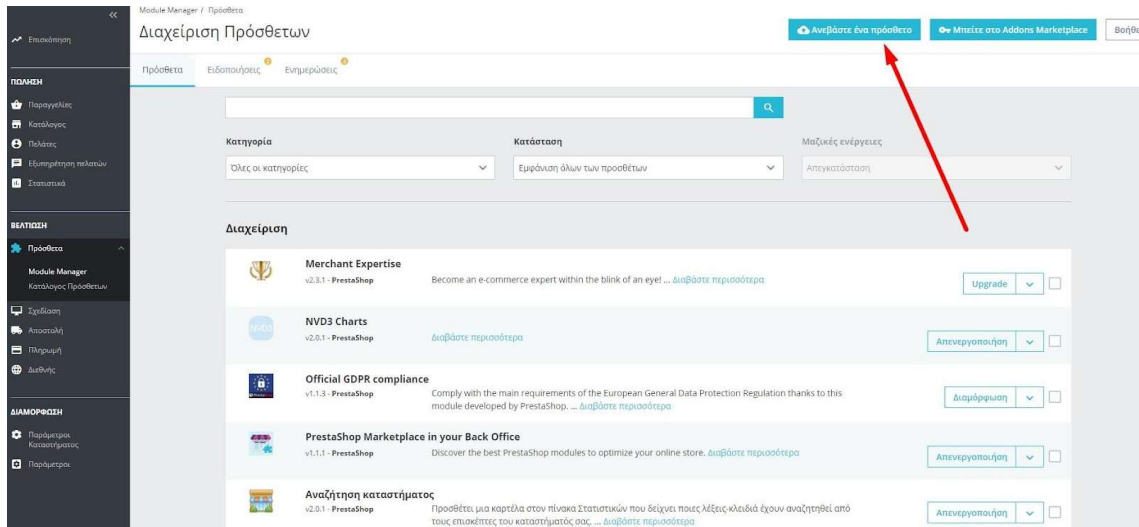 Module Manager / Πρόσθετα
Διαχείριση Πρόσθετων
Ανεβάστε ένα πρόσθετο
Μπείτε στο Addons Marketplace
Επισκόπηση
ΠΩΛΗΣΗ
Παραγγελίες
Κατάλογος
Πελάτες
Εξυπηρέτηση πελατών
Στατιστικά
ΒΕΛΤΙΩΣΗ
Πρόσθετα
Module Manager
Κατάλογος Πρόσθετων
Σχεδίαση
Αποστολή
Πληρωμή
Διεθνής
ΔΙΑΜΟΡΦΩΣΗ
Παράμετροι
Καταστήματος
Παράμετροι
Πρόσθετα
Ειδοποιήσεις
Ενημερώσεις
Κατηγορία
Κατάσταση
Μαζικές ενέργειες
Όλες οι κατηγορίες
Εμφάνιση όλων των προσθέτων
Απεγκατάσταση
Διαχείριση
Merchant Expertise
v2.3.1 - PrestaShop
Become an e-commerce expert within the blink of an eye! ... Διαβάστε περισσότερα
Upgrade
NVD3
NVD3 Charts
v2.0.1 - PrestaShop
Διαβάστε περισσότερα
Απενεργοποιήση
Official GDPR compliance
v1.1.3 - PrestaShop
Comply with the main requirements of the European General Data Protection Regulation thanks to this
module developed by PrestaShop. ... Διαβάστε περισσότερα
Διαμόρφωση
PrestaShop Marketplace in your Back Office
v1.1.1 - PrestaShop
Discover the best PrestaShop modules to optimize your online store. Διαβάστε περισσότερα
Απενεργοποιήση
Αναζήτηση καταστήματος
v2.0.1 - PrestaShop
Προσθέτει μια καρτέλα στον πίνακα Στατιστικών που δείχνει ποιες λέξεις-κλειδιά έχουν αναζητηθεί από
τους επισκέπτες του καταστήματός σας. ... Διαβάστε περισσότερα
Απενεργοποιήση